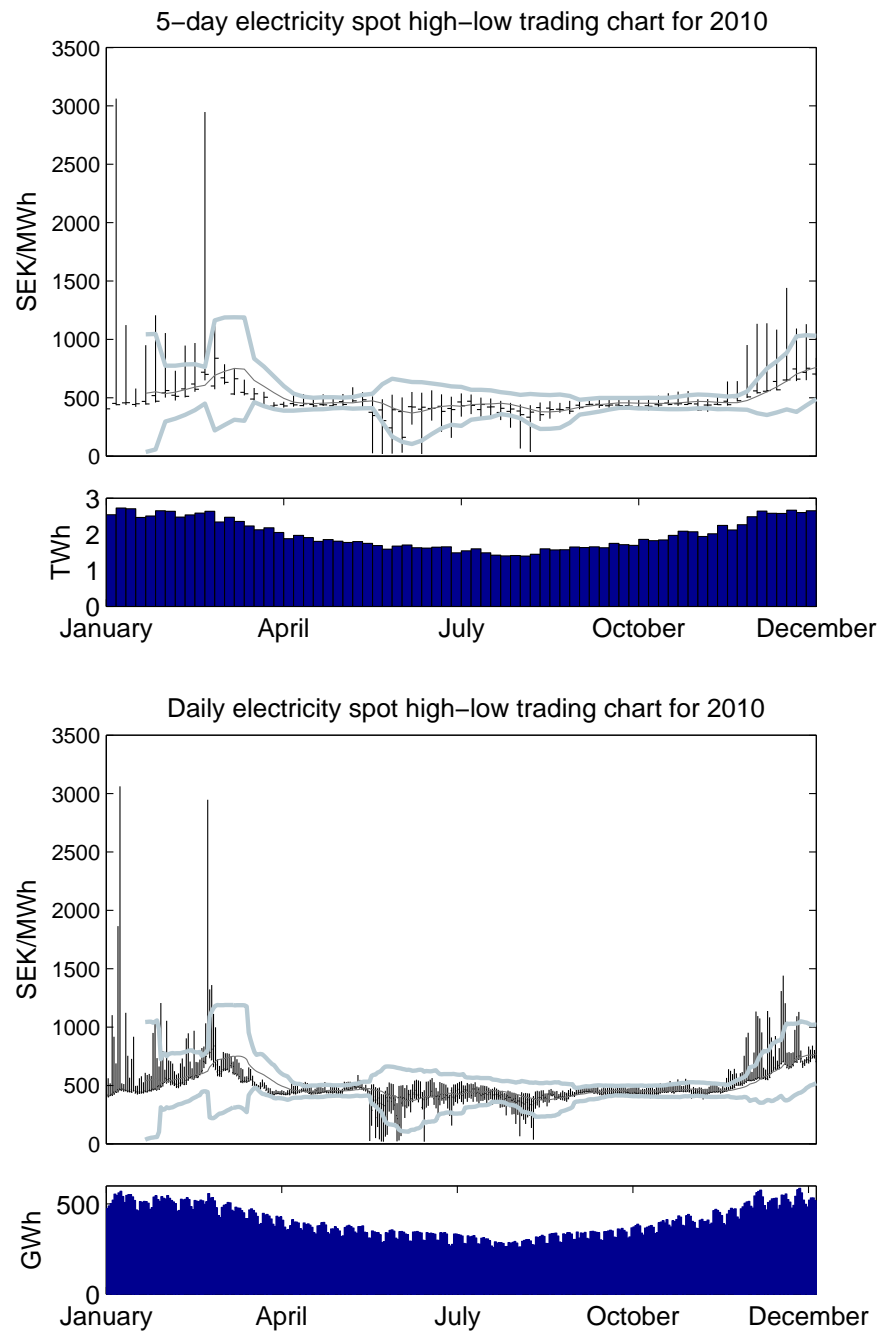 5−day electricity spot high−low trading chart for 2010
3500
3000
2500
2000
1500
1000
500
0
SEK/MWh
3
2
1
0
TWh
January April July October December
Daily electricity spot high−low trading chart for 2010
3500
3000
2500
2000
1500
1000
500
0
SEK/MWh
500
0
GWh
January April July October December